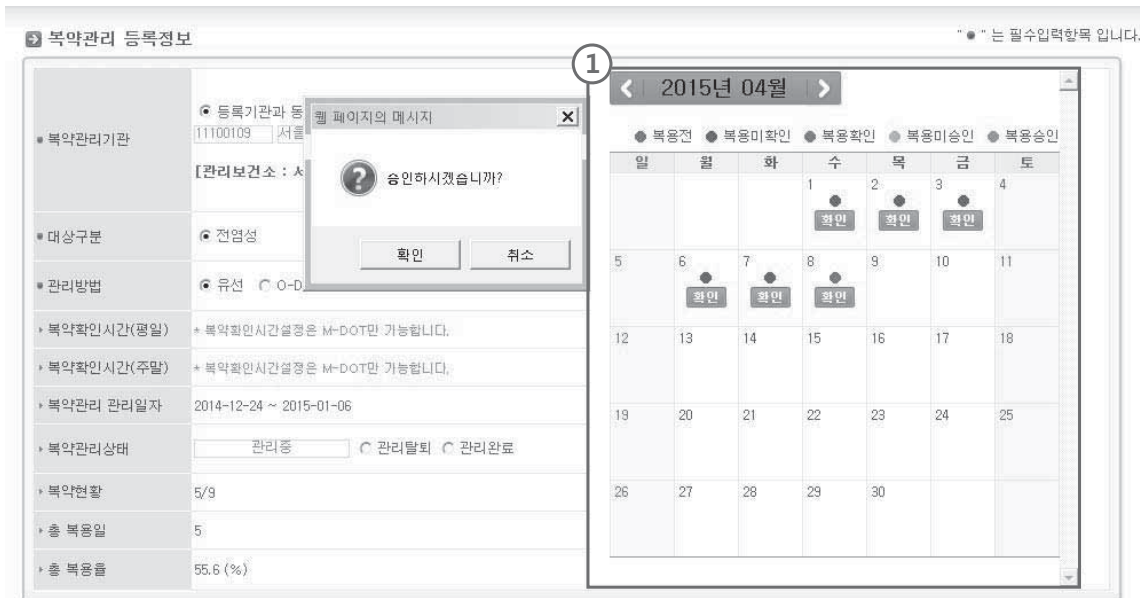 복약관리 등록정보
" ● " 는 필수입력항목 입니다.
복약관리기관
등록기관과 동
11100109 서울
[관리보건소 : 서
대상구분
전염성
관리방법
유선 O-D
복약확인시간(평일)
* 복약확인시간설정은 M-DOT만 가능합니다.
복약확인시간(주말)
* 복약확인시간설정은 M-DOT만 가능합니다.
복약관리 관리일자
2014-12-24 ~ 2015-01-06
복약관리상태
관리중 관리탈퇴 관리완료
복약현황
5/9
총 복용일
5
총 복용율
55.6 (%)
웹 페이지의 메시지
승인하시겠습니까?
확인 취소
1
2015년 04월
복용전 복용미확인 복용확인 복용미승인 복용승인
일 월 화 수 목 금 토
1 2 3 4
확인 확인 확인
5 6 7 8 9 10 11
확인 확인 확인
12 13 14 15 16 17 18
19 20 21 22 23 24 25
26 27 28 29 30